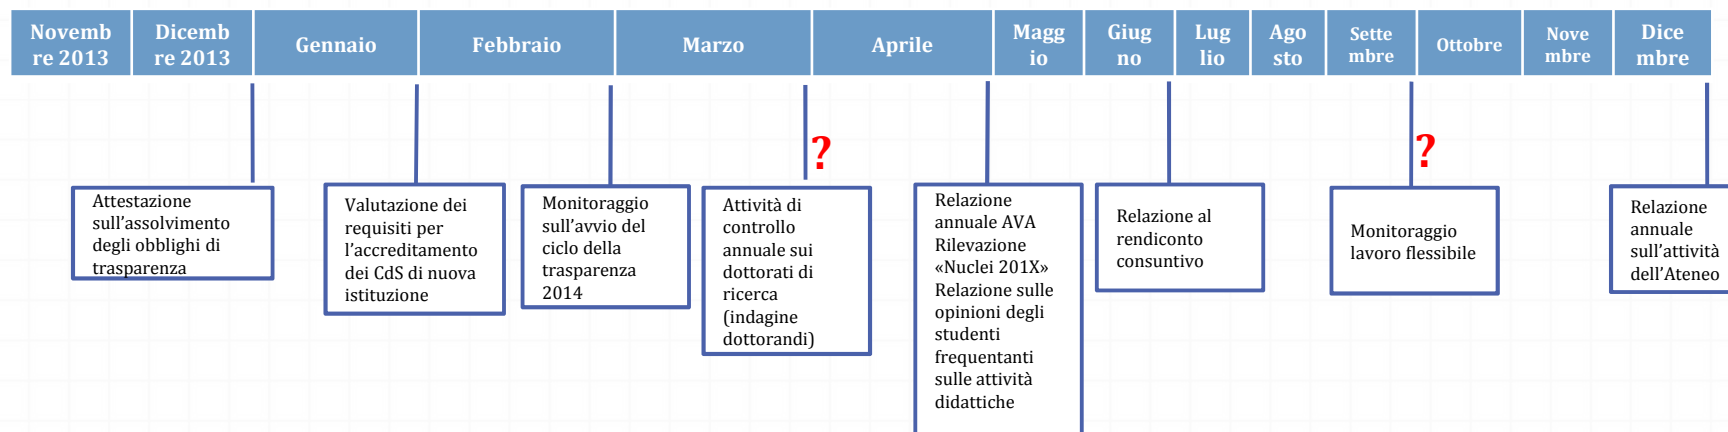 Novemb
re 2013
Dicemb
re 2013
Gennaio
Febbraio
Marzo
Aprile
Magg
io
Giug
no
Lug
lio
Ago
sto
Sette
mbre
Ottobre
Nove
mbre
Dice
mbre
?
?
Attestazione
sull'assolvimento
degli obblighi di
trasparenza
Valutazione dei
requisiti per
l'accreditamento
dei CdS di nuova
istituzione
Monitoraggio
sull'avvio del
ciclo della
trasparenza
2014
Attività di
controllo
annuale sui
dottorati di
ricerca
(indagine
dottorandi)
Relazione
annuale AVA
Rilevazione
«Nuclei 201X»
Relazione sulle
opinioni degli
studenti
frequentanti
sulle attività
didattiche
Relazione al
rendiconto
consuntivo
Monitoraggio
lavoro flessibile
Relazione
annuale
sull'attività
dell'Ateneo